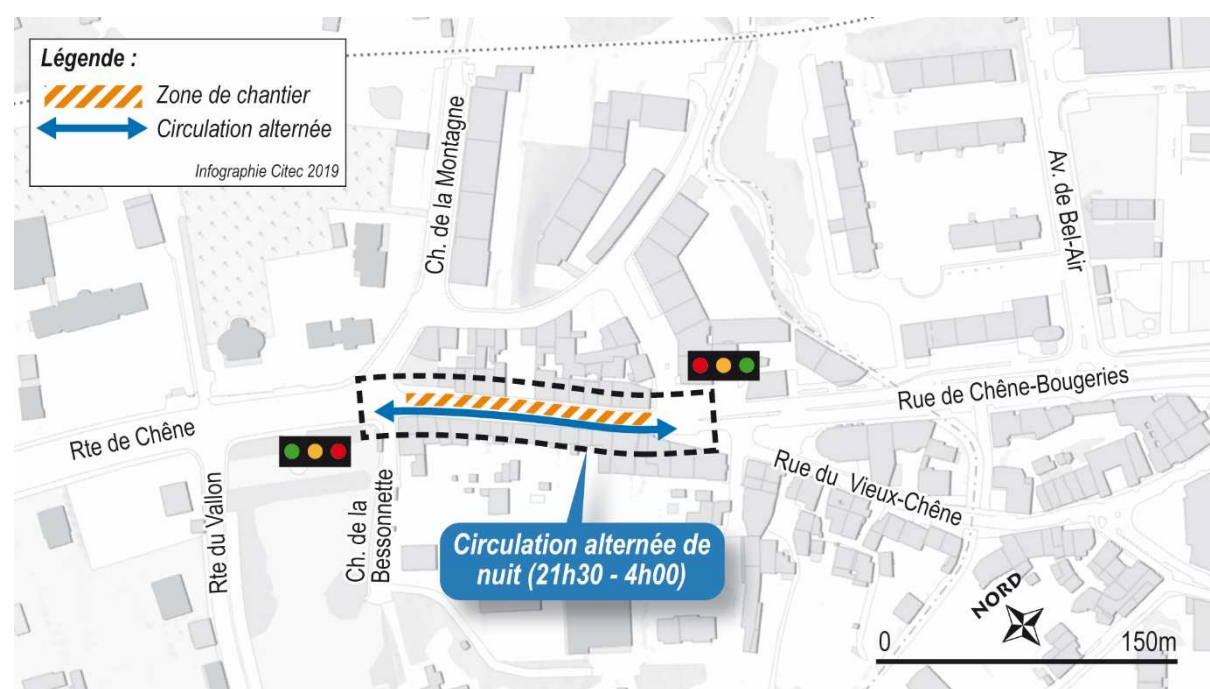 Légende :
Zone de chantier
Circulation alternée
Infographie Citec 2019
Ch. de la Montagne
Av. de Bel-Air
Rue de Chêne-Bougeries
Rte de Chêne
Rue du Vieux-Chêne
Rte du Vallon
Ch. de la
Bessonnette
Circulation alternée de
nuit (21h30 - 4h00)
NORD
0 150m